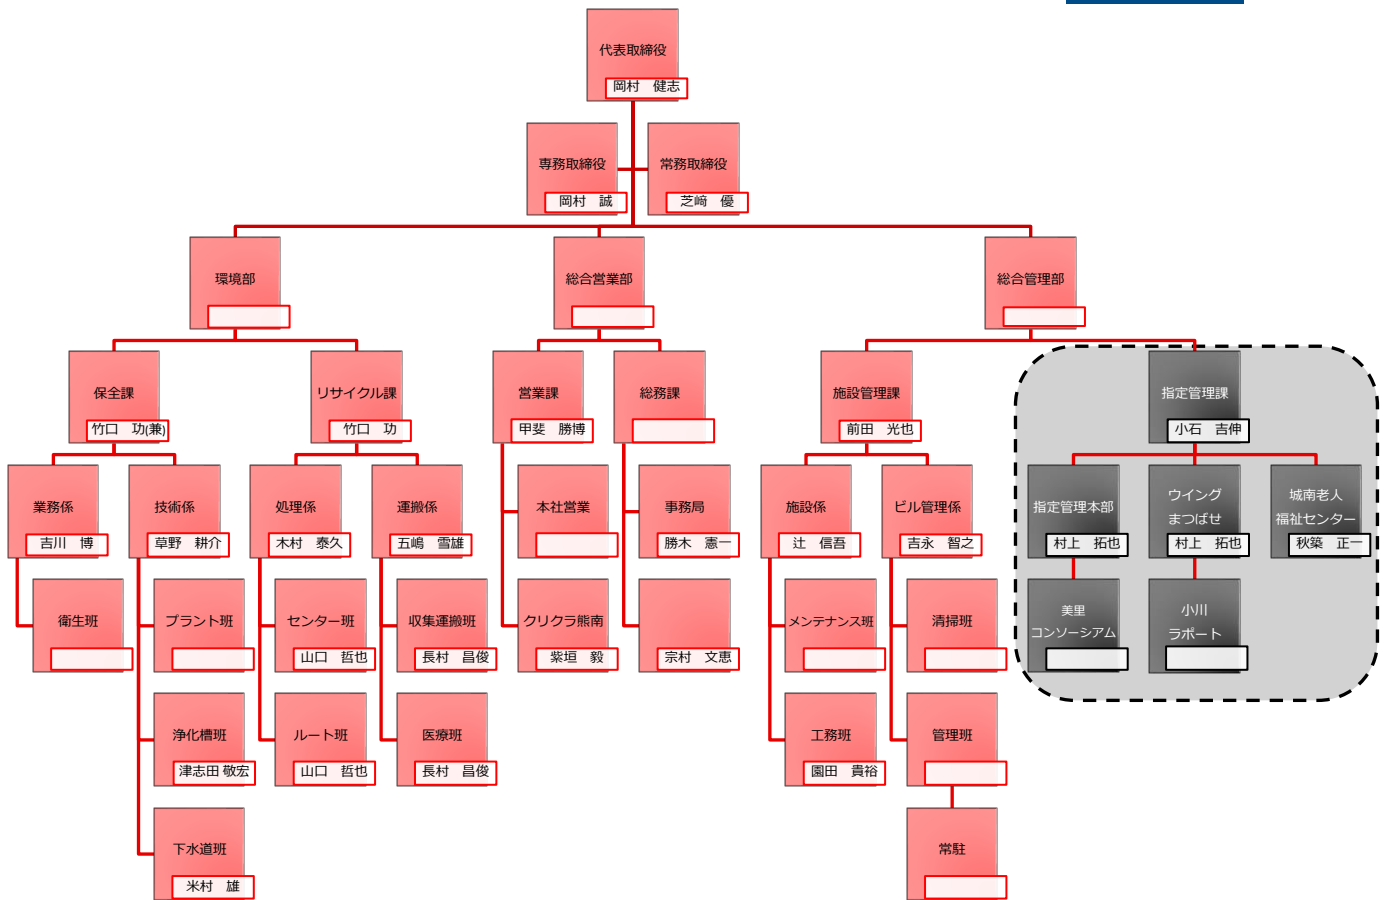 代表取締役
岡村　健志
専務取締役
岡村　誠
常務取締役
芝﨑　優
環境部
総合営業部
総合管理部
保全課
竹口　功(兼)
リサイクル課
竹口　功
営業課
甲斐　勝博
総務課
施設管理課
前田　光也
指定管理課
小石　吉伸
業務係
吉川　博
技術係
草野　耕介
処理係
木村　泰久
運搬係
五嶋　雪雄
本社営業
事務局
勝木　憲一
施設係
辻　信吾
ビル管理係
吉永　智之
指定管理本部
村上　拓也
ウイング
まつばせ
村上　拓也
城南老人
福祉センター
秋築　正一
衛生班
プラント班
センター班
山口　哲也
収集運搬班
長村　昌俊
クリクラ熊南
紫垣　毅
宗村　文恵
メンテナンス班
清掃班
美里
コンソーシアム
小川
ラポート
浄化槽班
津志田 敬宏
ルート班
山口　哲也
医療班
長村　昌俊
工務班
園田　貴裕
管理班
下水道班
米村　雄
常駐